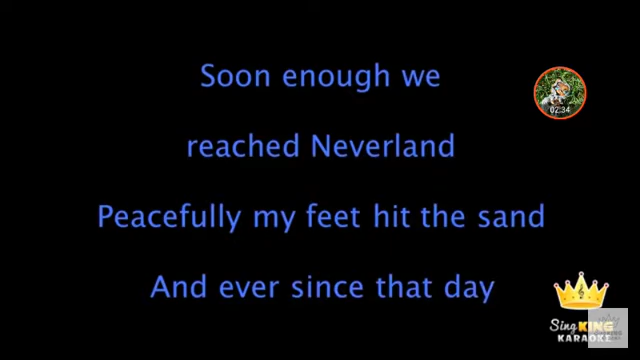 Soon enough we
reached Neverland
Peacefully my feet hit the sand
And ever since that day
02:34
Sing KING
KARAOKE